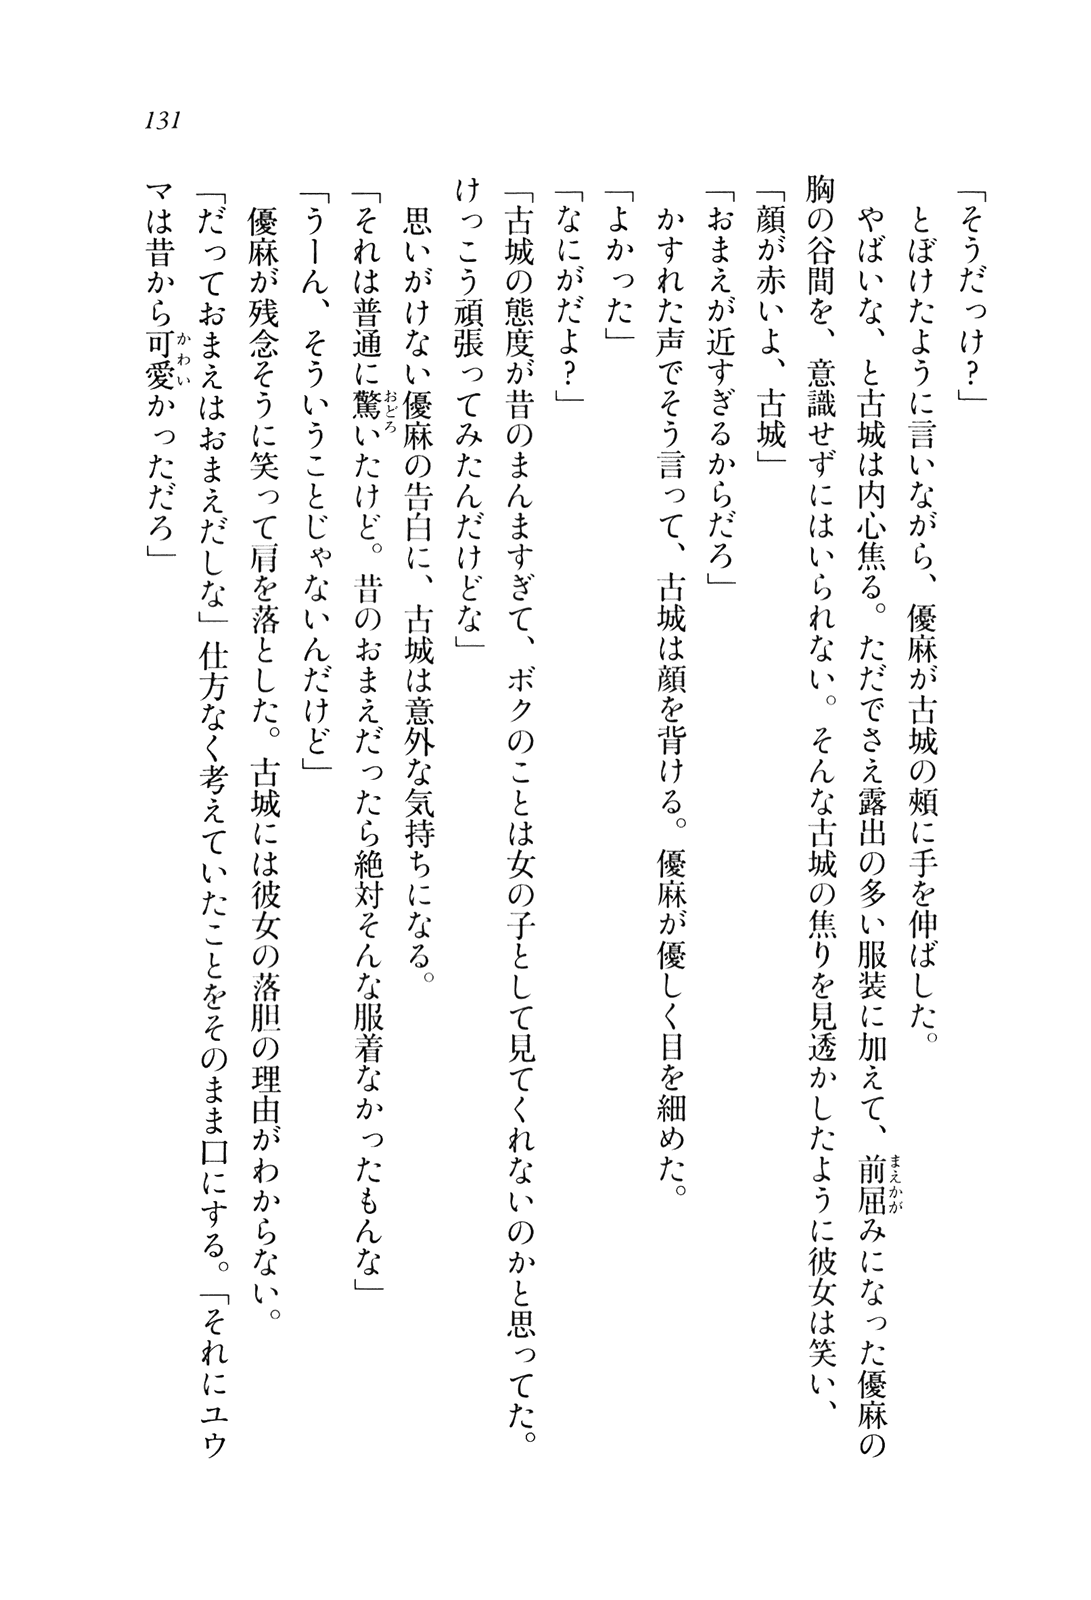 131
「そうだっけ？」
とぼけたように言いながら、優麻が古城の頰に手を伸ばした。
やばいな、と古城は内心焦る。ただでさえ露出の多い服装に加えて、前屈みになった優麻の
胸の谷間を、意識せずにはいられない。そんな古城の焦りを見透かしたように彼女は笑い、
「顔が赤いよ、古城」
「おまえが近すぎるからだろ」
かすれた声でそう言って、古城は顔を背ける。優麻が優しく目を細めた。
「よかった」
「なにがだよ？」
「古城の態度が昔のまんますぎて、ボクのことは女の子として見てくれないのかと思ってた。
けっこう頑張ってみたんだけどな」
思いがけない優麻の告白に、古城は意外な気持ちになる。
「それは普通に驚いたけど。昔のおまえだったら絶対そんな服着なかったもんな」
「うーん、そういうことじゃないんだけど」
優麻が残念そうに笑って肩を落とした。古城には彼女の落胆の理由がわからない。
「だっておまえはおまえだしな」仕方なく考えていたことをそのまま口にする。「それにユウ
マは昔から可愛かっただろ」